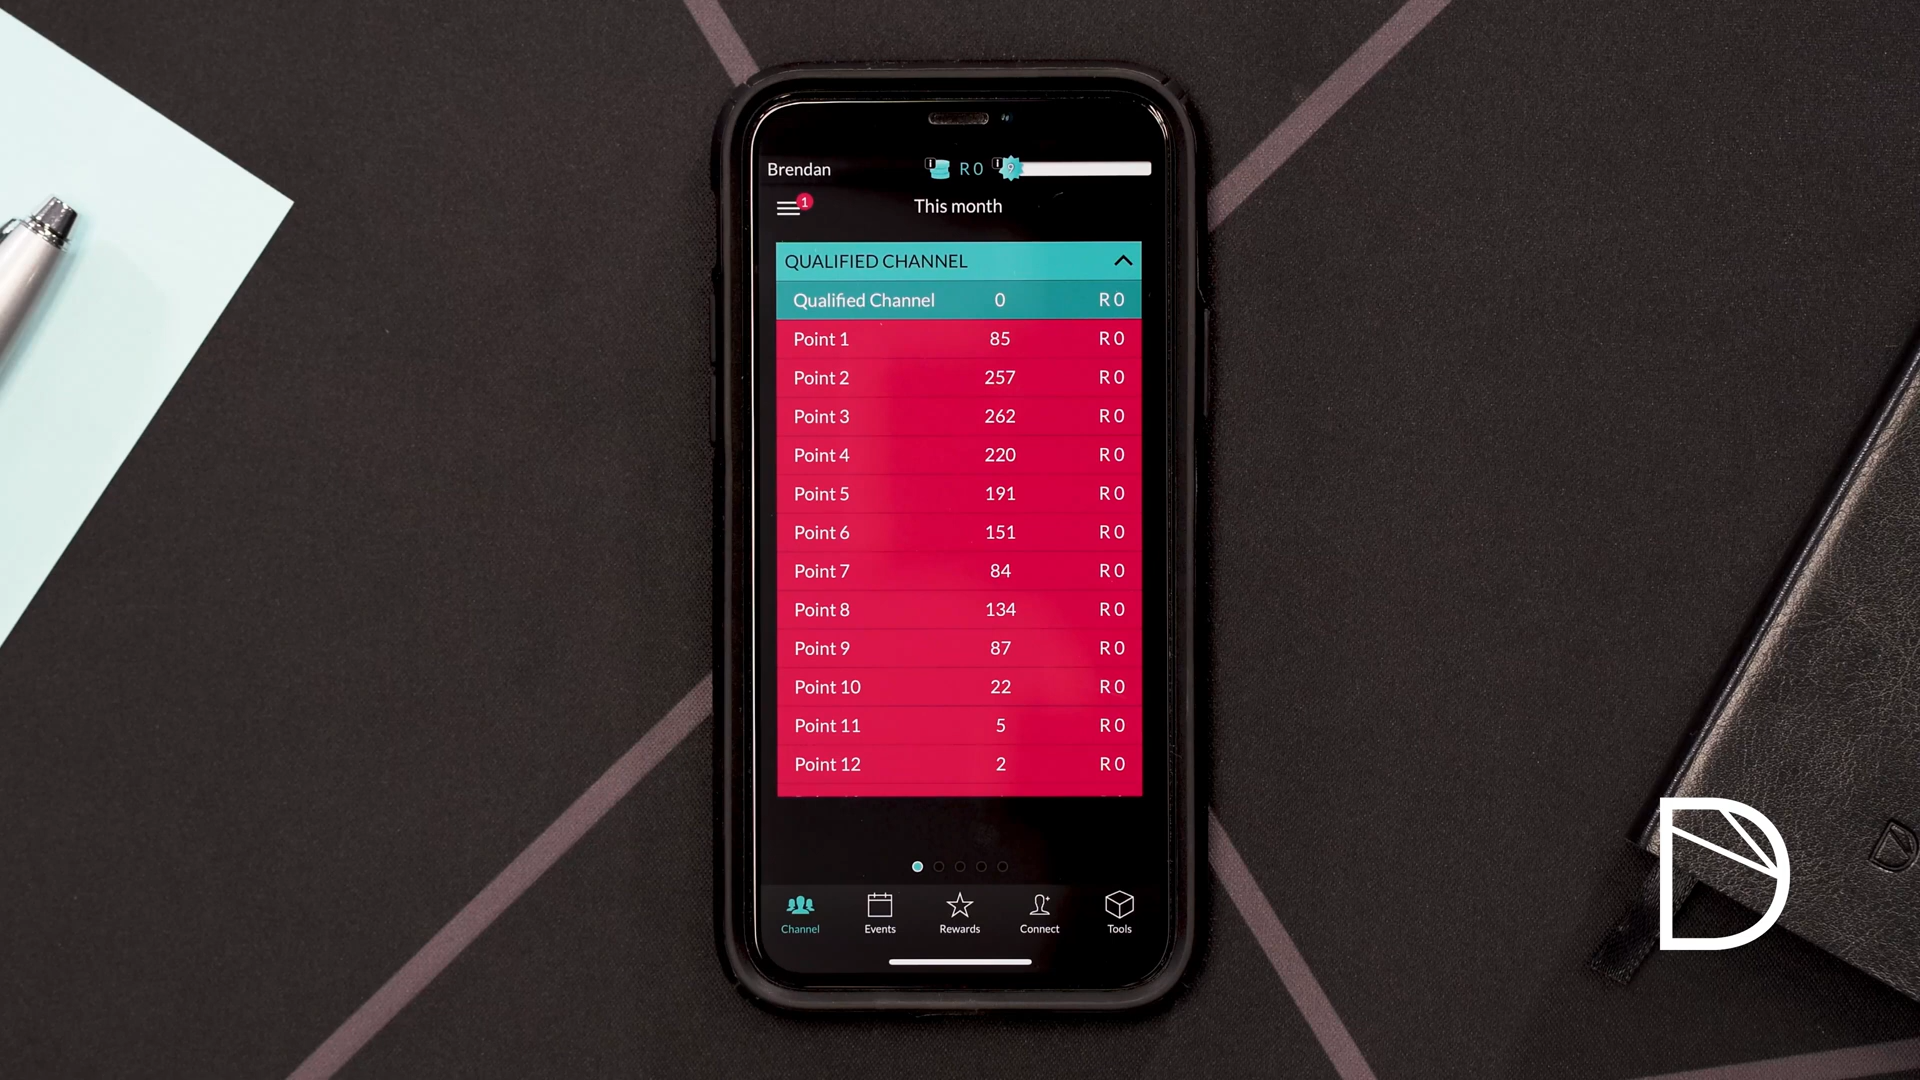 Brendan R 0 9
1
This month
QUALIFIED CHANNEL
Qualified Channel 0 R 0
Point 1 85 R 0
Point 2 257 R 0
Point 3 262 R 0
Point 4 220 R 0
Point 5 191 R 0
Point 6 151 R 0
Point 7 84 R 0
Point 8 134 R 0
Point 9 87 R 0
Point 10 22 R 0
Point 11 5 R 0
Point 12 2 R 0
Channel Events Rewards Connect Tools